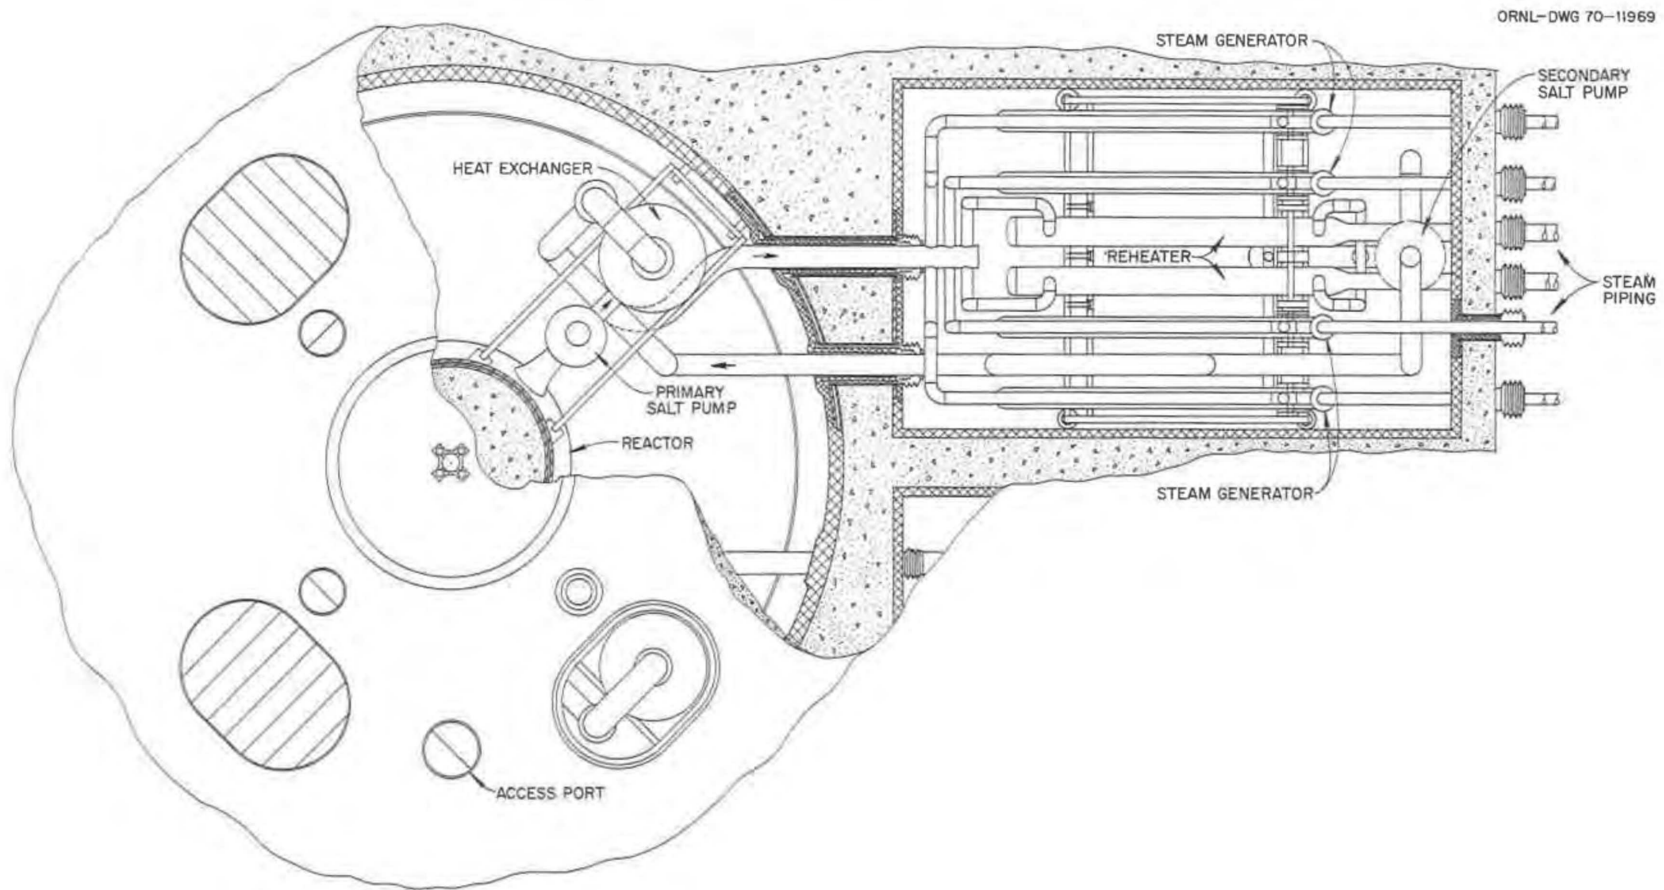 ORNL-DWG 70-11969
STEAM GENERATOR
SECONDARY
SALT PUMP
HEAT EXCHANGER
REHEATER
STEAM
PIPING
PRIMARY
SALT PUMP
REACTOR
STEAM GENERATOR
ACCESS PORT